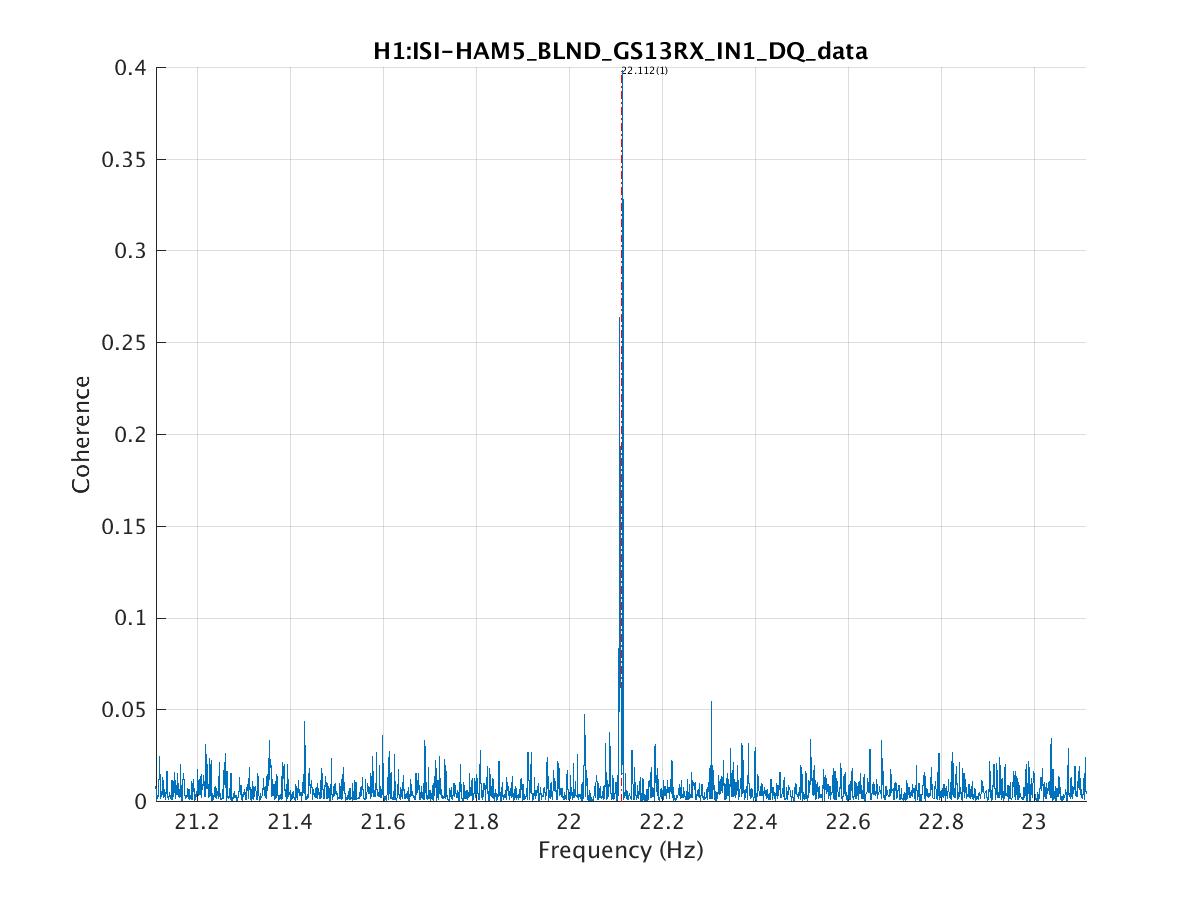 H1:ISI-HAM5_BLND_GS13RX_IN1_DQ_data
22.112(1)
0.4
0.35
0.3
0.25
0.2
0.15
0.1
0.05
0
Coherence
21.2 21.4 21.6 21.8 22 22.2 22.4 22.6 22.8 23
Frequency (Hz)